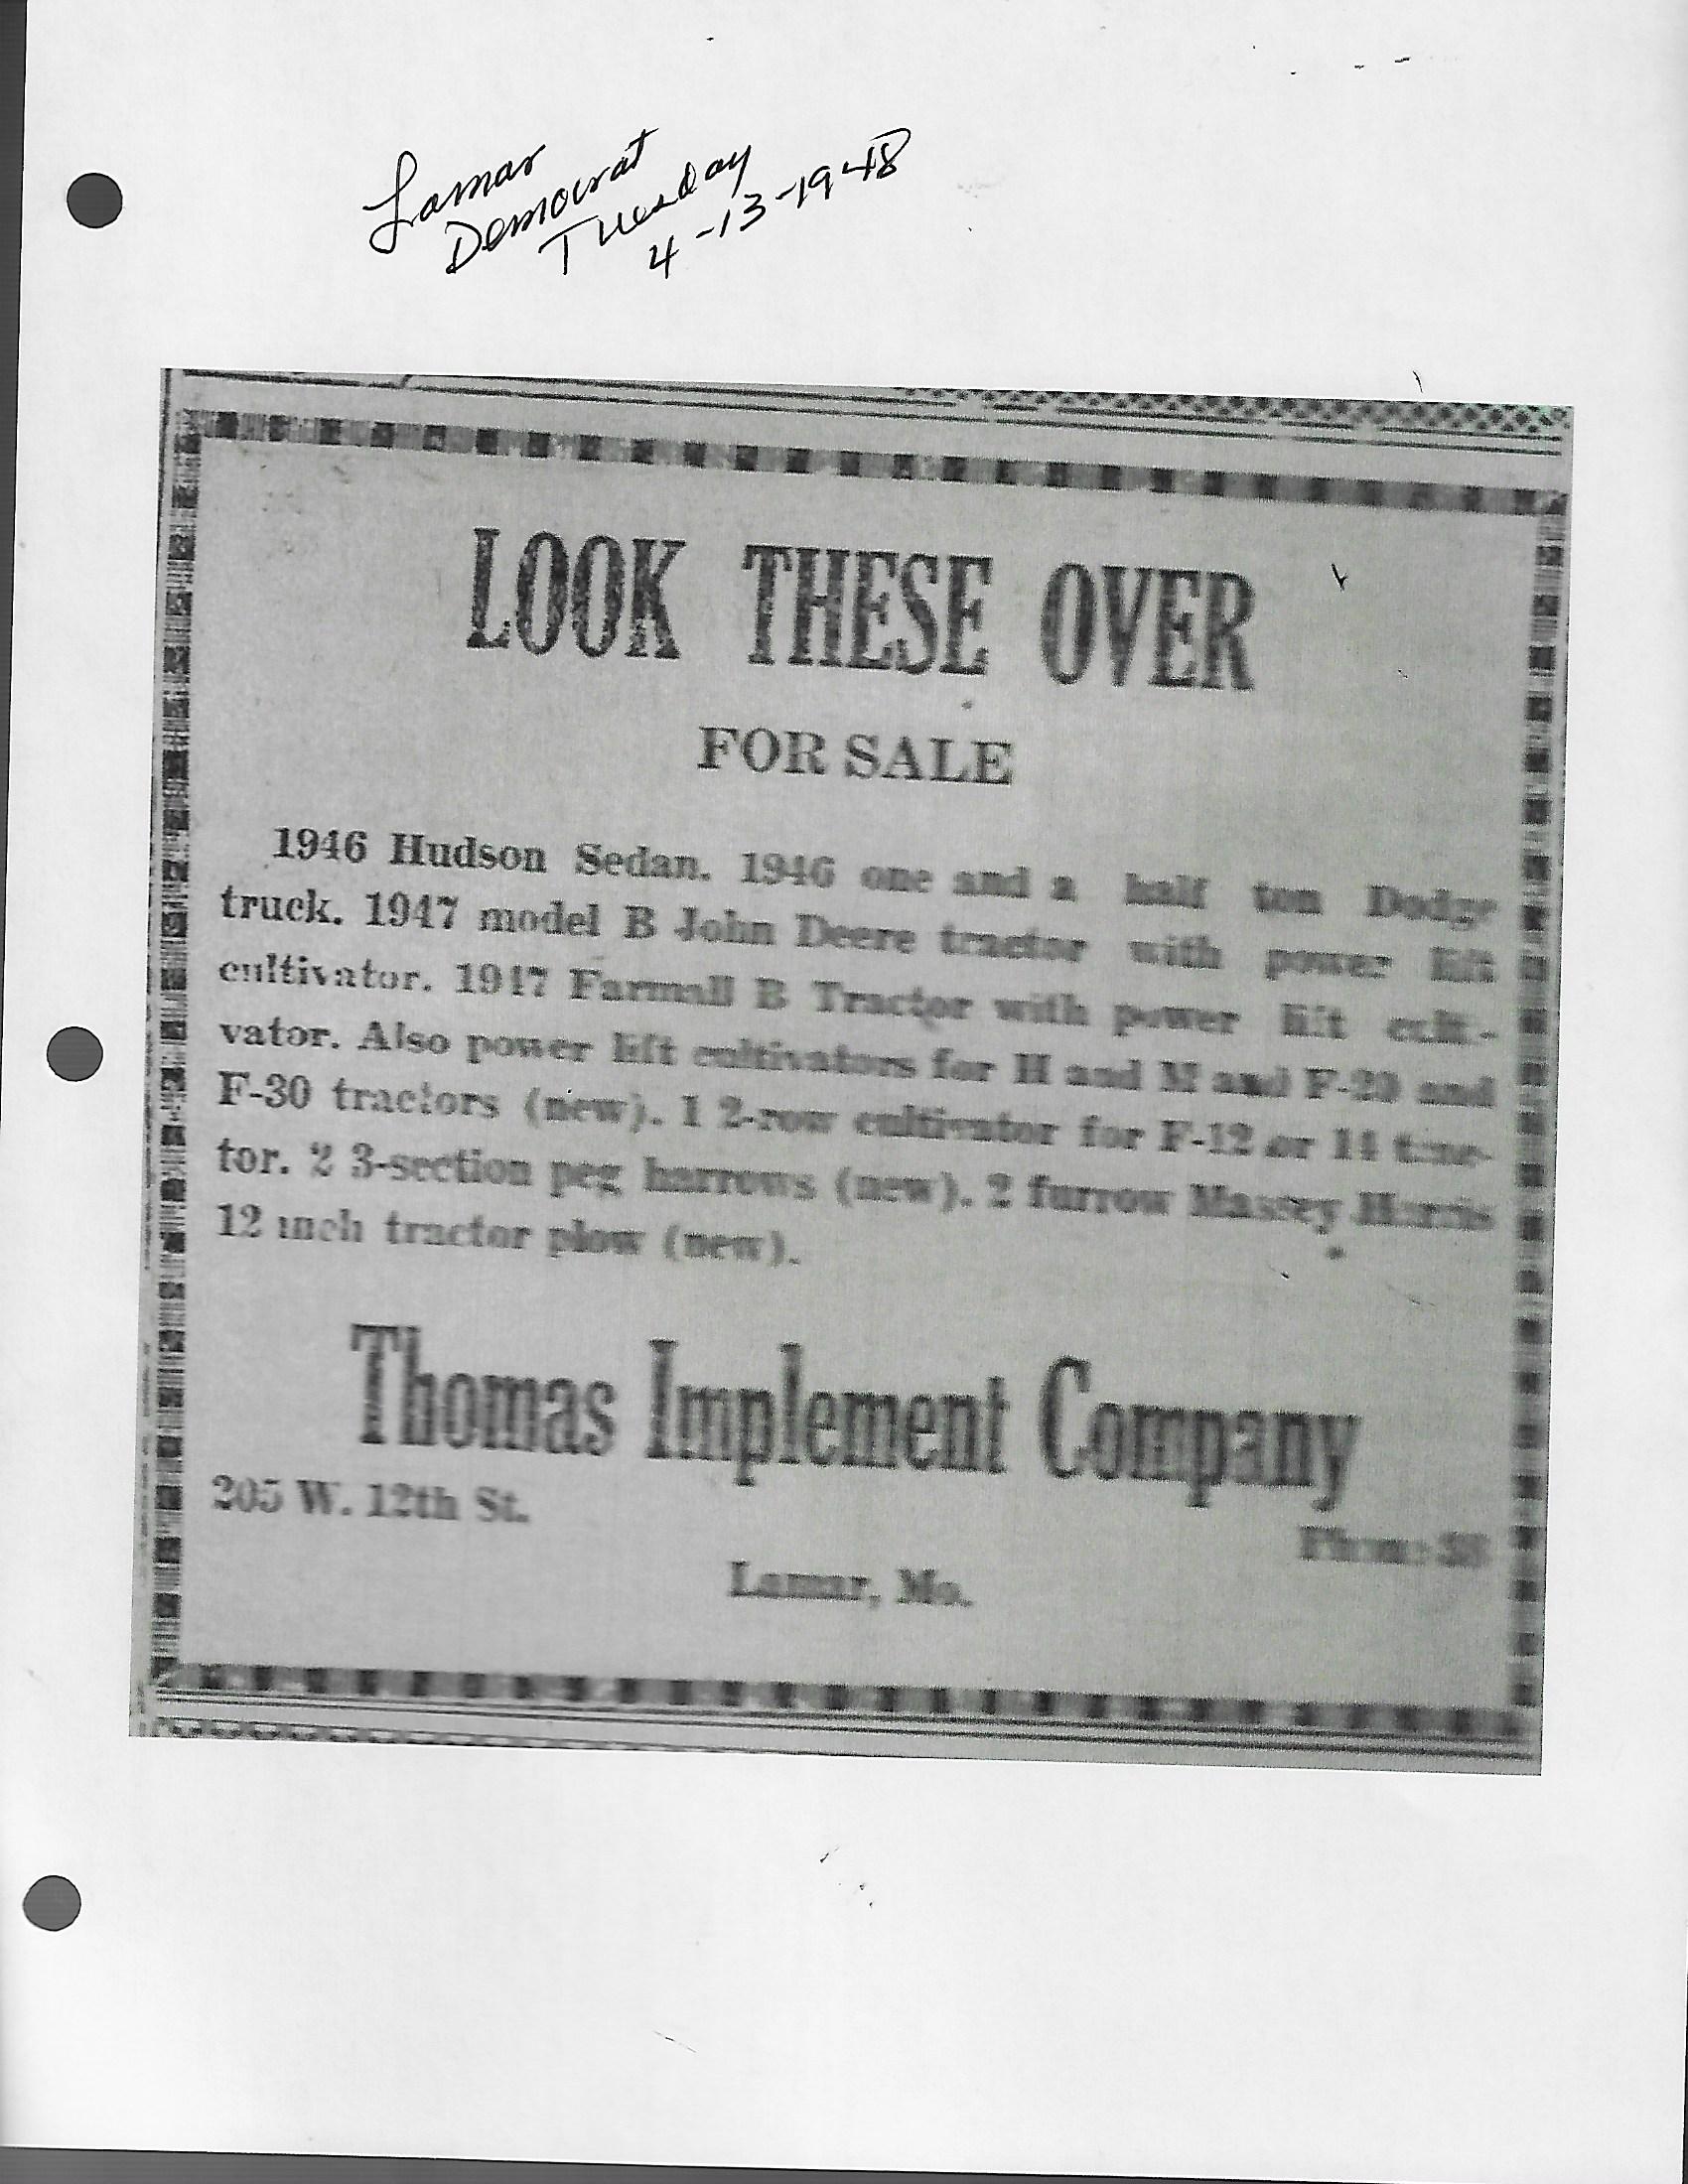 Lamar
Democrat
Tuesday
4-13-1948
LOOK THESE OVER
FOR SALE
1946 Hudson Sedan. 1946 one and a half ton Dodge
truck. 1947 model B John Deere tractor with power lift
cultivator. 1947 Farmall B Tractor with power lift culti-
vator. Also power lift cultivators for H and M and F-20 and
F-30 tractors (new). 1 2-row cultivator for F-12 or 14 trac-
tor. 2 3-section peg harrows (new). 2 furrow Massey Harris
12 inch tractor plow (new).
Thomas Implement Company
205 W. 12th St.
Phone
Lamar, Mo.